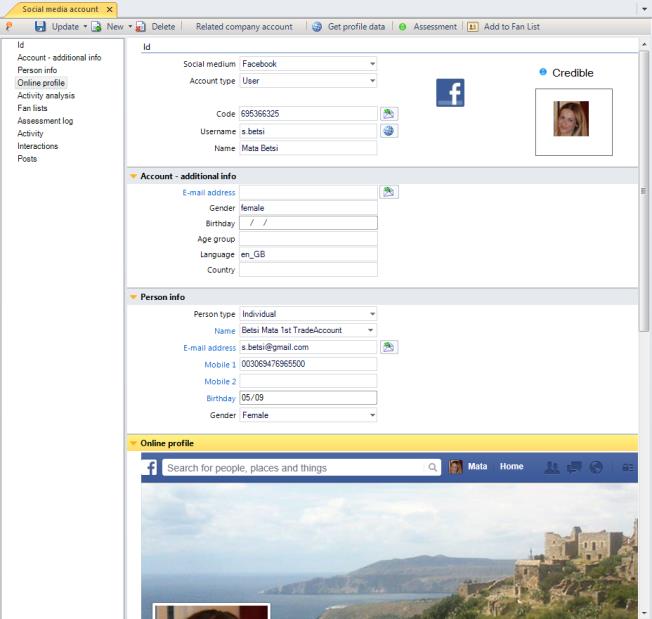 Social media account
Update New Delete Related company account Get profile data Assessment Add to Fan List
Id
Account - additional info
Person info
Online profile
Activity analysis
Fan lists
Assessment log
Activity
Interactions
Posts
Id
Social medium Facebook
Account type User
Credible
Code 695366325
Username s.betsi
Name Mata Betsi
Account - additional info
E-mail address
Gender female
Birthday / /
Age group
Language en_GB
Country
Person info
Person type Individual
Name Betsi Mata 1st TradeAccount
E-mail address s.betsi@gmail.com
Mobile 1 003069476965500
Mobile 2
Birthday 05/09
Gender Female
Online profile
f Search for people, places and things Mata Home